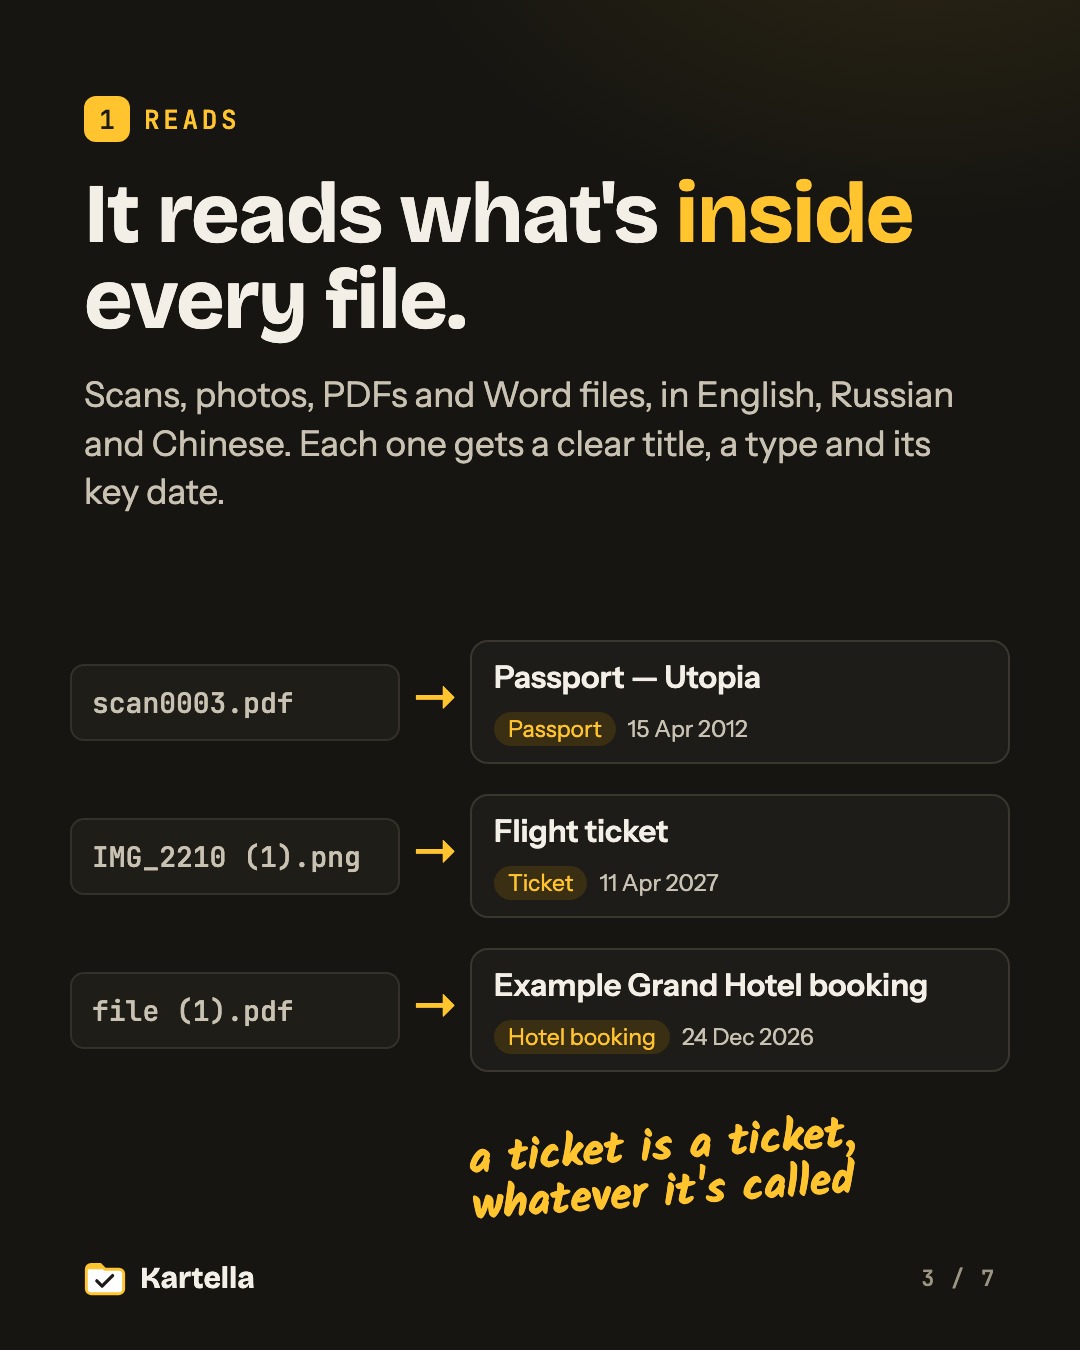 1 READS
It reads what's inside
every file.
Scans, photos, PDFs and Word files, in English, Russian
and Chinese. Each one gets a clear title, a type and its
key date.
scan0003.pdf
Passport — Utopia
Passport 15 Apr 2012
IMG_2210 (1).png
Flight ticket
Ticket 11 Apr 2027
file (1).pdf
Example Grand Hotel booking
Hotel booking 24 Dec 2026
a ticket is a ticket,
whatever it's called
Kartella
3 / 7